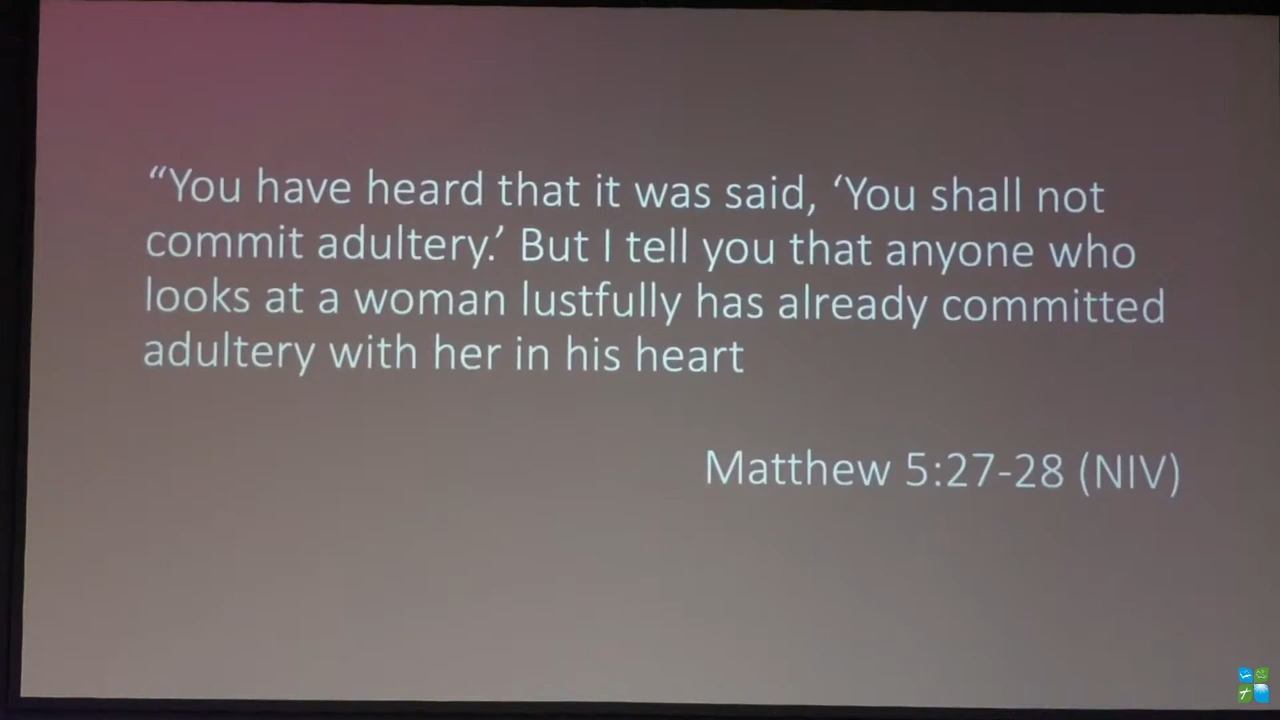 “You have heard that it was said, ‘You shall not
commit adultery.’ But I tell you that anyone who
looks at a woman lustfully has already committed
adultery with her in his heart
Matthew 5:27-28 (NIV)